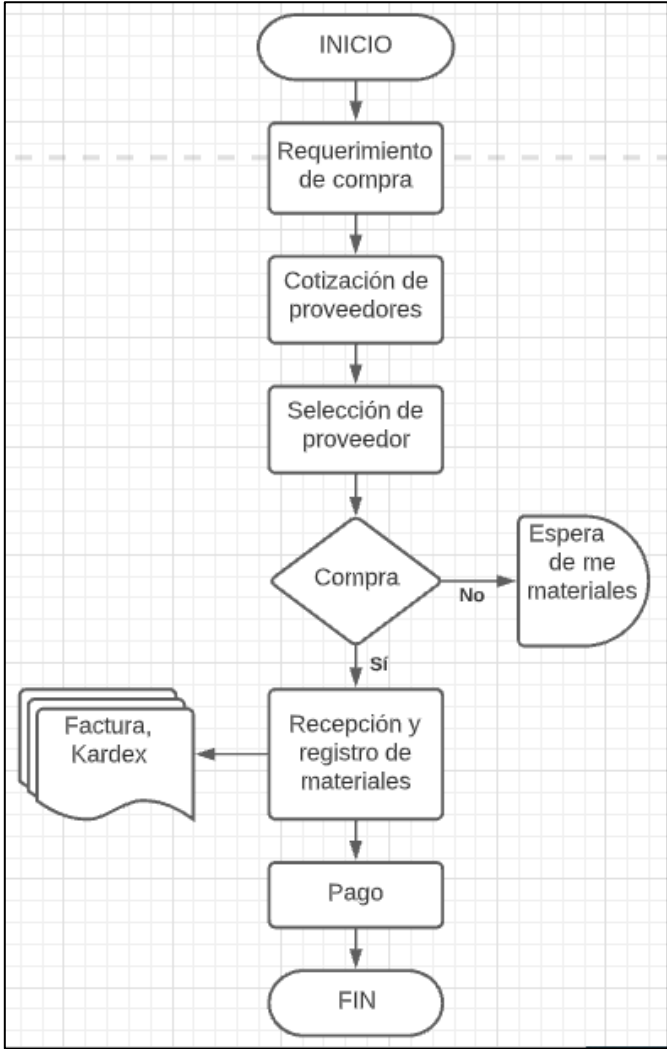 INICIO
Requerimiento
de compra
Cotización de
proveedores
Selección de
proveedor
Compra
No
Espera
de me
materiales
Sí
Recepción y
registro de
materiales
Factura,
Kardex
Pago
FIN